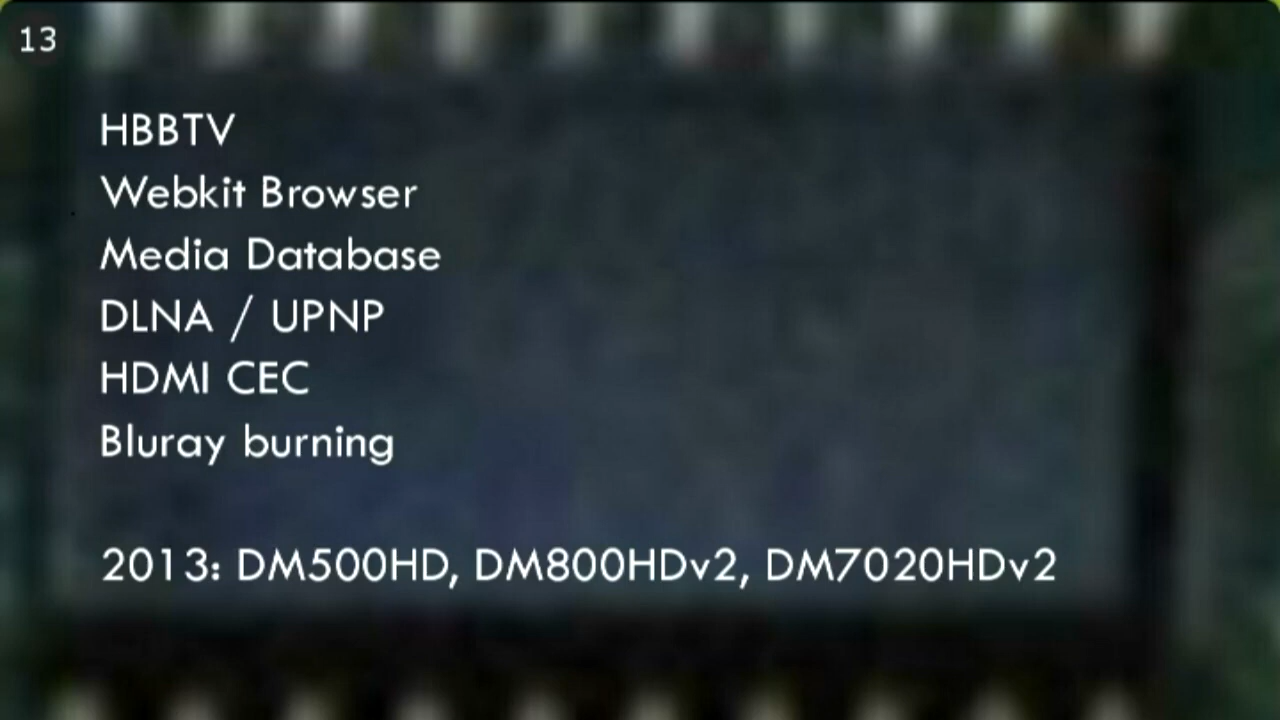 13
HBBTV
Webkit Browser
Media Database
DLNA / UPNP
HDMI CEC
Bluray burning
2013: DM500HD, DM800HDv2, DM7020HDv2